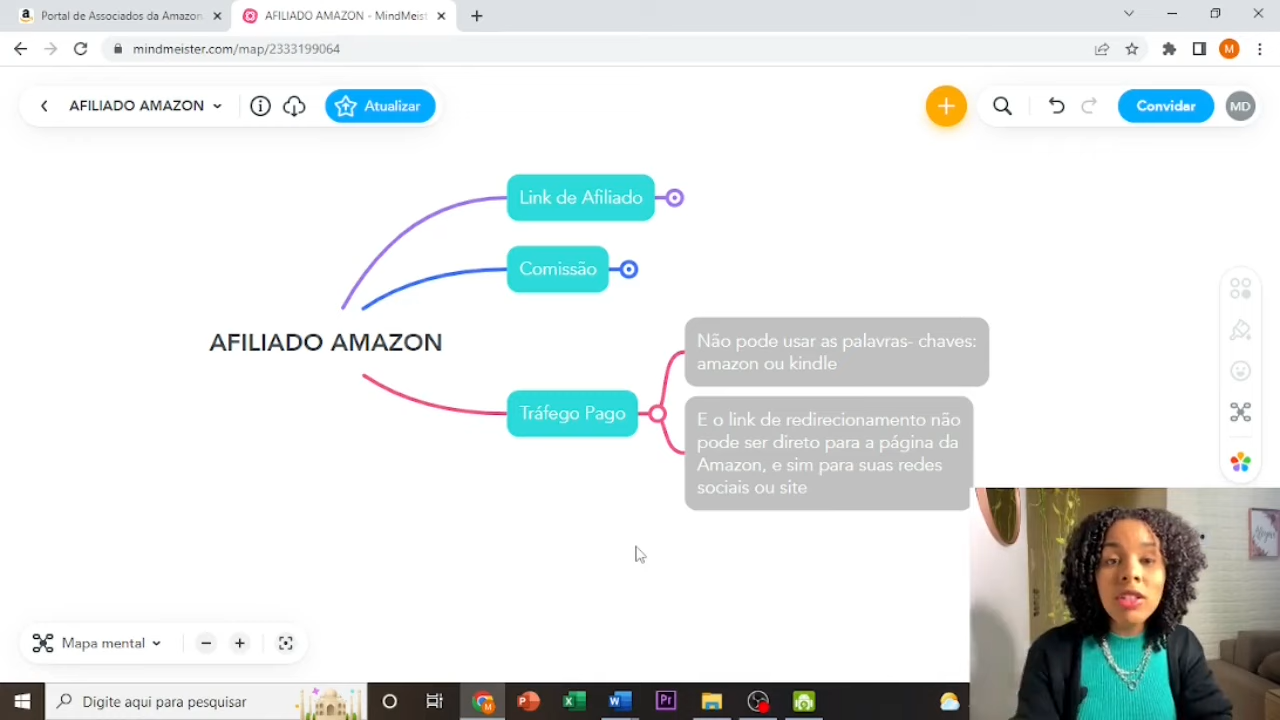 Portal de Associados da Amazon
AFILIADO AMAZON - MindMeist
mindmeister.com/map/2333199064
M
AFILIADO AMAZON
Atualizar
Convidar
MD
Link de Afiliado
Comissão
AFILIADO AMAZON
Não pode usar as palavras- chaves:
amazon ou kindle
Tráfego Pago
E o link de redirecionamento não
pode ser direto para a página da
Amazon, e sim para suas redes
sociais ou site
Mapa mental
Digite aqui para pesquisar